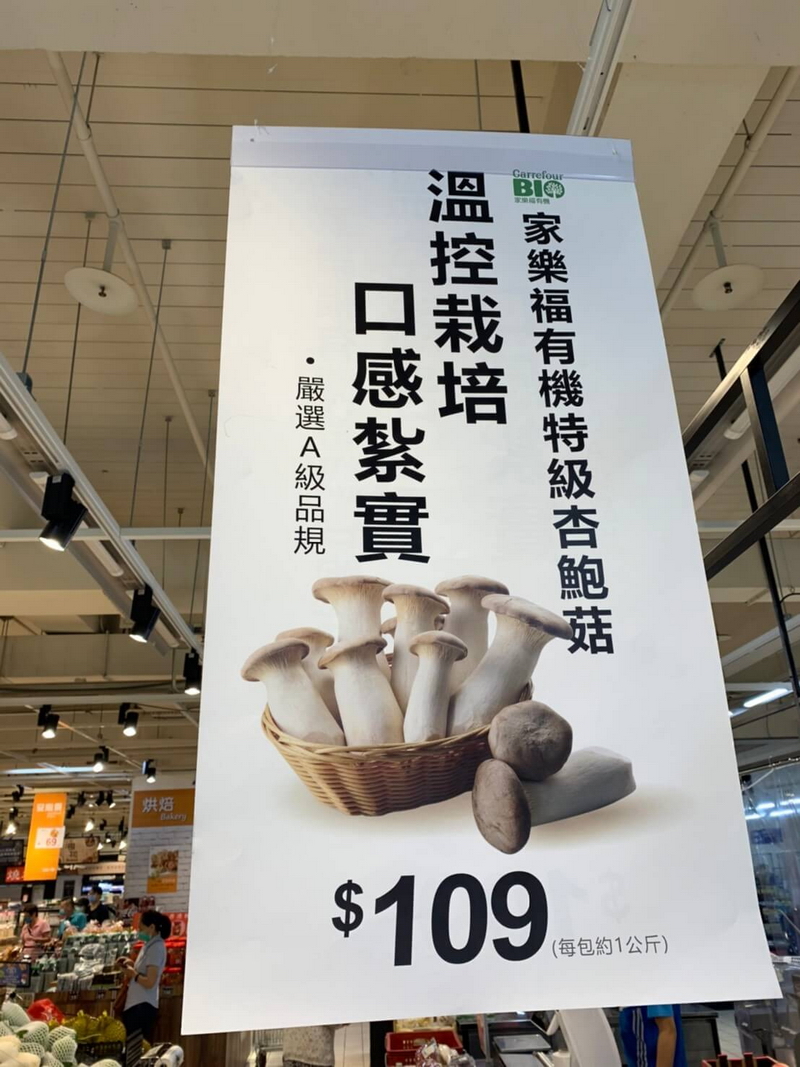 Carrefour
BIO
家樂福有機
家樂福有機特級杏鮑菇
溫控栽培
口感紮實
・嚴選A級品規
$109(每包約1公斤)
烘焙
Bakery
69